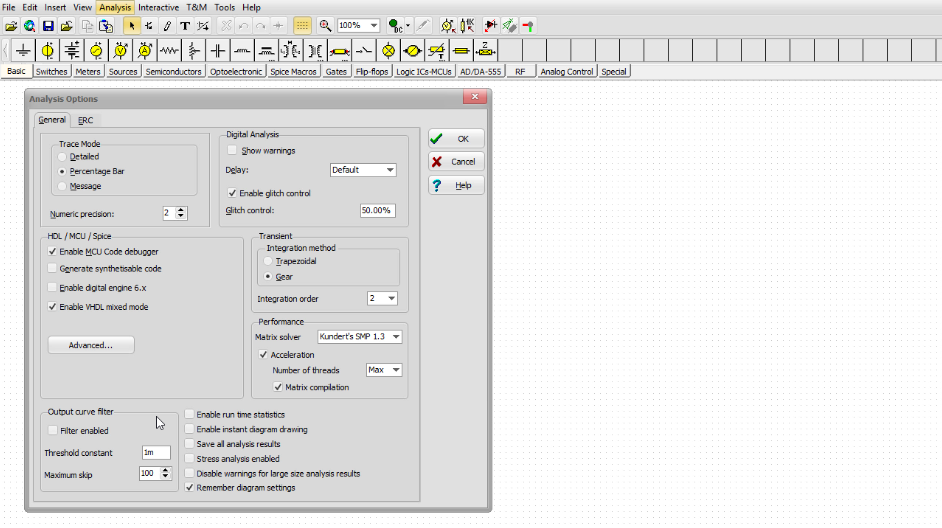 File Edit Insert View Analysis Interactive T&M Tools Help
100% DC
Basic Switches Meters Sources Semiconductors Optoelectronic Spice Macros Gates Flip-flops Logic ICs-MCUs AD/DA-555 RF Analog Control Special
Analysis Options
General ERC
Trace Mode
Detailed
Percentage Bar
Message
Numeric precision: 2
Digital Analysis
Show warnings
Delay: Default
Enable glitch control
Glitch control: 50.00%
OK
Cancel
Help
HDL / MCU / Spice
Enable MCU Code debugger
Generate synthetisable code
Enable digital engine 6.x
Enable VHDL mixed mode
Advanced...
Transient
Integration method
Trapezoidal
Gear
Integration order 2
Performance
Matrix solver Kundert's SMP 1.3
Acceleration
Number of threads Max
Matrix compilation
Output curve filter
Filter enabled
Threshold constant 1m
Maximum skip 100
Enable run time statistics
Enable instant diagram drawing
Save all analysis results
Stress analysis enabled
Disable warnings for large size analysis results
Remember diagram settings